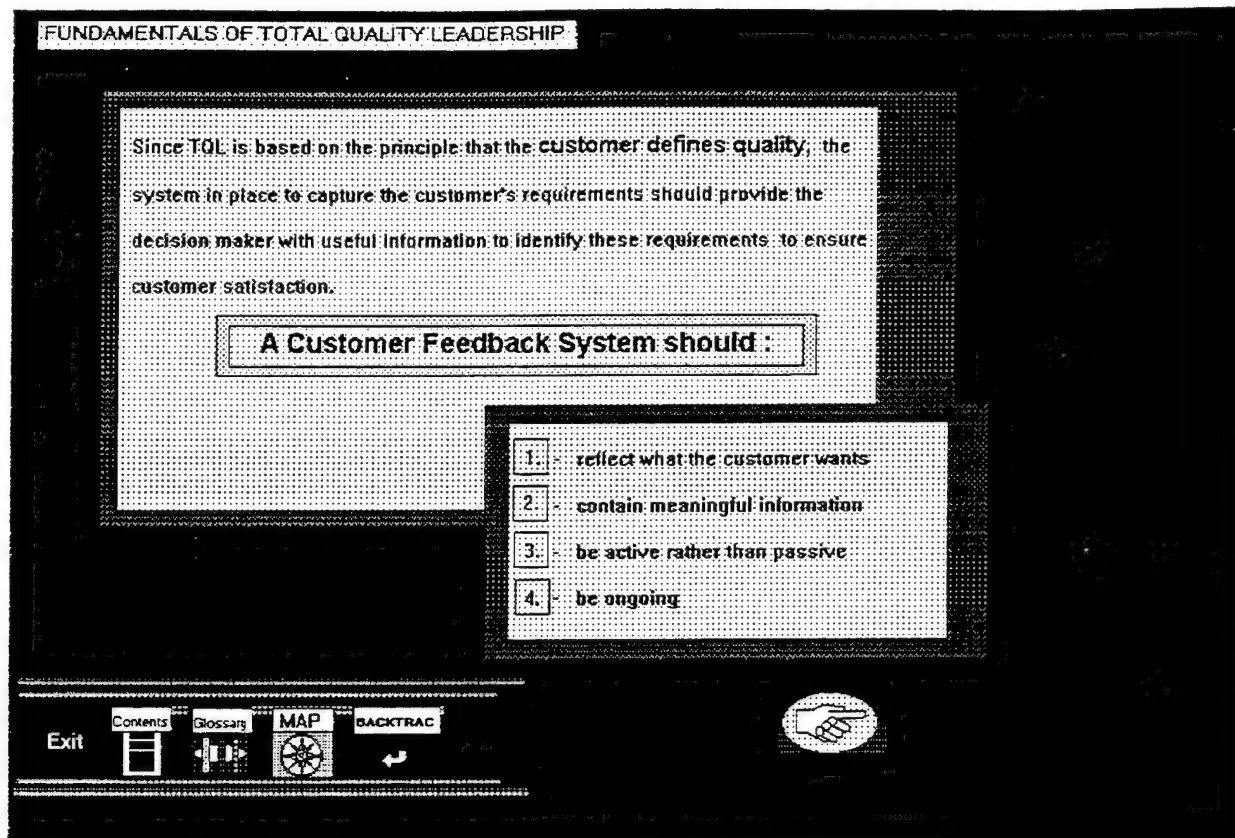 FUNDAMENTALS OF TOTAL QUALITY LEADERSHIP
Since TQL is based on the principle that the customer defines quality, the
system in place to capture the customer's requirements should provide the
decision maker with useful information to identify these requirements to ensure
customer satisfaction.
A Customer Feedback System should :
1. - reflect what the customer wants
2. - contain meaningful information
3. - be active rather than passive
4. - be ongoing
Exit Contents Glossary MAP BACKTRAC